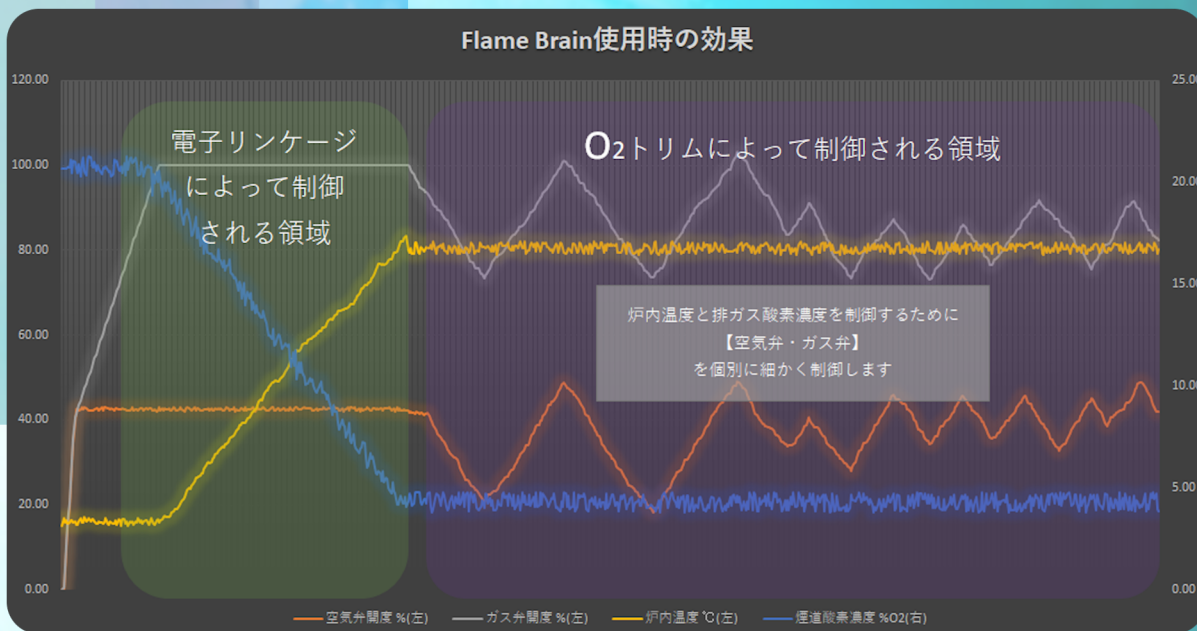 Flame Brain使用時の効果
120.00
100.00
80.00
60.00
40.00
20.00
0.00
25.00
20.00
15.00
10.00
5.00
0.00
電子リンケージ
によって制御
される領域
O2トリムによって制御される領域
炉内温度と排ガス酸素濃度を制御するために
【空気弁・ガス弁】
を個別に細かく制御します
空気弁開度 %(左) ガス弁開度 %(左) 炉内温度 ℃(左) 煙道酸素濃度 %O2(右)